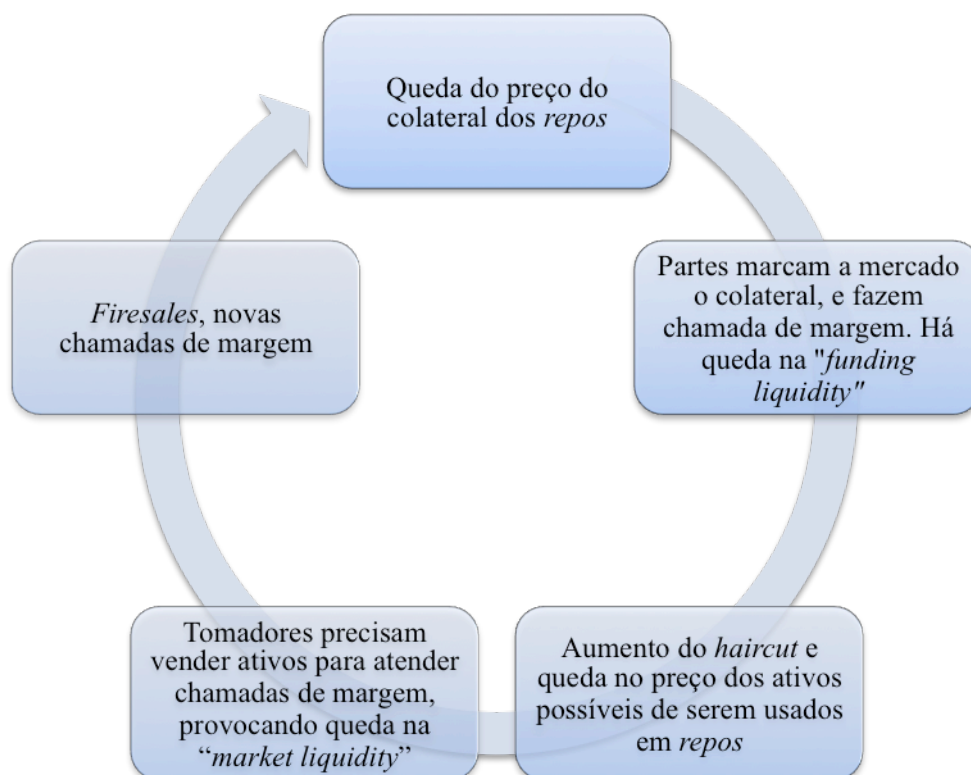 Queda do preço do
colateral dos repos
Partes marcam a mercado
o colateral, e fazem
chamada de margem. Há
queda na "funding
liquidity"
Aumento do haircut e
queda no preço dos ativos
possíveis de serem usados
em repos
Tomadores precisam
vender ativos para atender
chamadas de margem,
provocando queda na
“market liquidity”
Firesales, novas
chamadas de margem